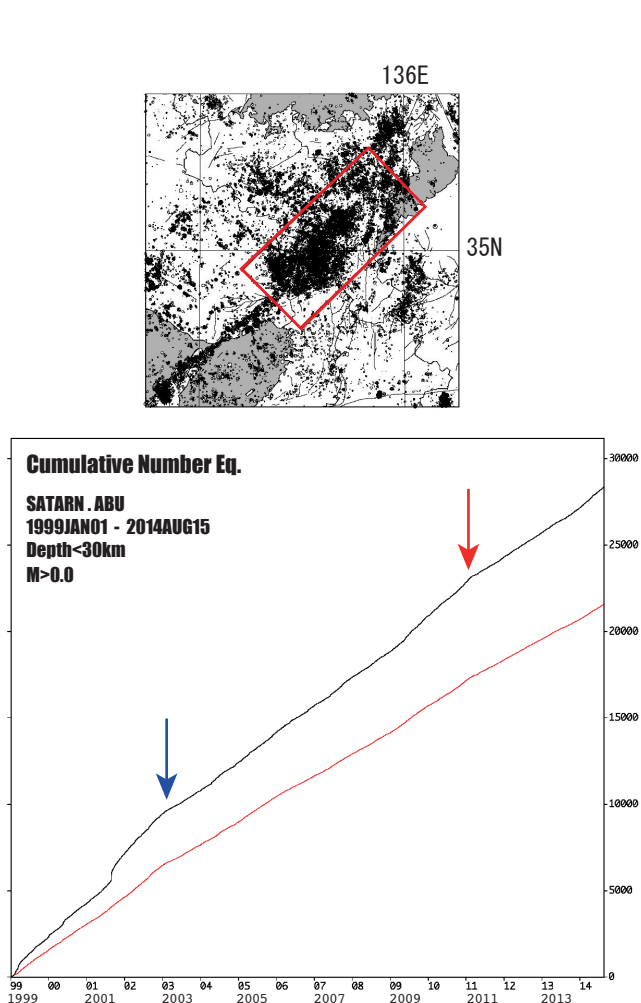 136E
35N
Cumulative Number Eq.
SATARN . ABU
1999JAN01 - 2014AUG15
Depth<30km
M>0.0
30000
25000
20000
15000
10000
5000
0
99 00 01 02 03 04 05 06 07 08 09 10 11 12 13 14
1999 2001 2003 2005 2007 2009 2011 2013